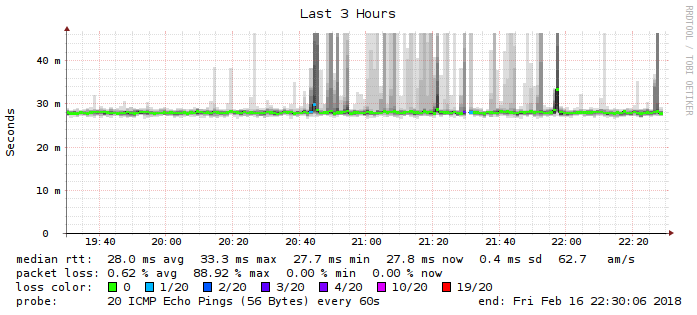 Last 3 Hours
RRDTOOL / TOBI OETIKER
Seconds
40 m
30 m
20 m
10 m
0
19:40 20:00 20:20 20:40 21:00 21:20 21:40 22:00 22:20
median rtt: 28.0 ms avg 33.3 ms max 27.7 ms min 27.8 ms now 0.4 ms sd 62.7 am/s
packet loss: 0.62 % avg 88.92 % max 0.00 % min 0.00 % now
loss color: 0 1/20 2/20 3/20 4/20 10/20 19/20
probe: 20 ICMP Echo Pings (56 Bytes) every 60s end: Fri Feb 16 22:30:06 2018